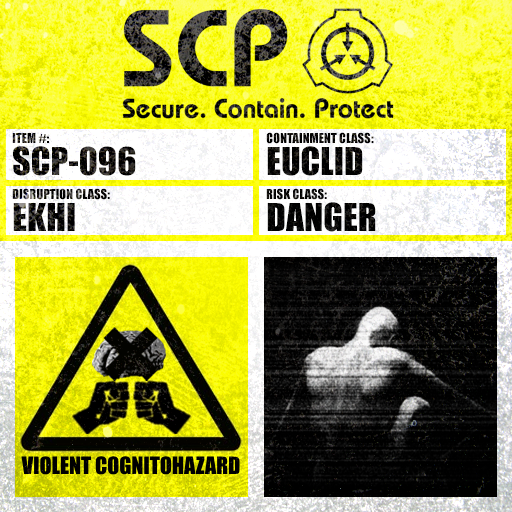 SCP
Secure. Contain. Protect
ITEM #:
SCP-096
CONTAINMENT CLASS:
EUCLID
DISRUPTION CLASS:
EKHI
RISK CLASS:
DANGER
VIOLENT COGNITOHAZARD